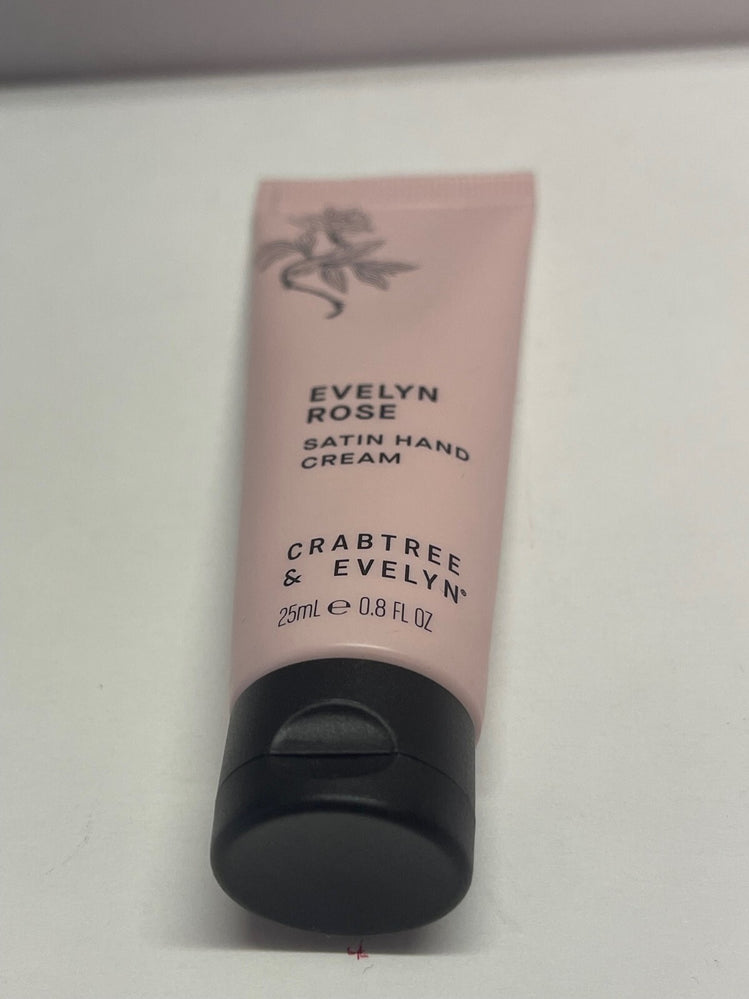 EVELYN
ROSE
SATIN HAND
CREAM
CRABTREE
& EVELYN®
25mL ℮ 0.8 FL OZ